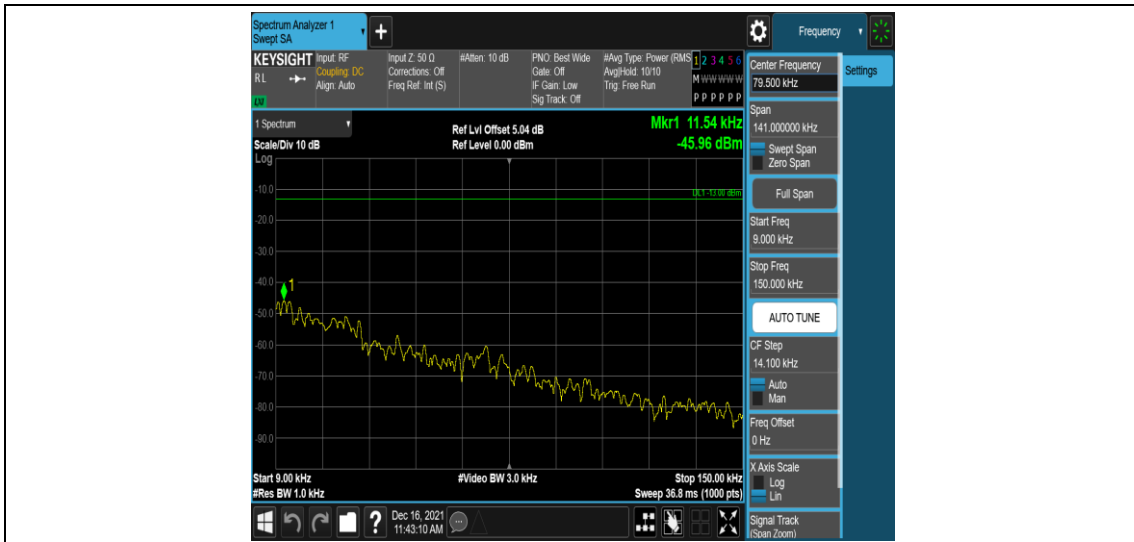 Spectrum Analyzer 1
Swept SA
+
Frequency
KEYSIGHT
RL
LXI
Input: RF
Coupling: DC
Align: Auto
Input Z: 50 Ω
Corrections: Off
Freq Ref: Int (S)
#Atten: 10 dB
PNO: Best Wide
Gate: Off
IF Gain: Low
Sig Track: Off
#Avg Type: Power (RMS
Avg|Hold: 10/10
Trig: Free Run
1 2 3 4 5 6
M W W W W W
P P P P P P
1 Spectrum
Scale/Div 10 dB
Ref Lvl Offset 5.04 dB
Ref Level 0.00 dBm
Mkr1 11.54 kHz
-45.96 dBm
Log
DL1 -13.00 dBm
-10.0
-20.0
-30.0
-40.0
1
-50.0
-60.0
-70.0
-80.0
-90.0
Start 9.00 kHz
#Video BW 3.0 kHz
Stop 150.00 kHz
#Res BW 1.0 kHz
Sweep 36.8 ms (1000 pts)
Dec 16, 2021
11:43:10 AM
?
Settings
Center Frequency
79.500 kHz
Span
141.000000 kHz
Swept Span
Zero Span
Full Span
Start Freq
9.000 kHz
Stop Freq
150.000 kHz
AUTO TUNE
CF Step
14.100 kHz
Auto
Man
Freq Offset
0 Hz
X Axis Scale
Log
Lin
Signal Track
(Span Zoom)